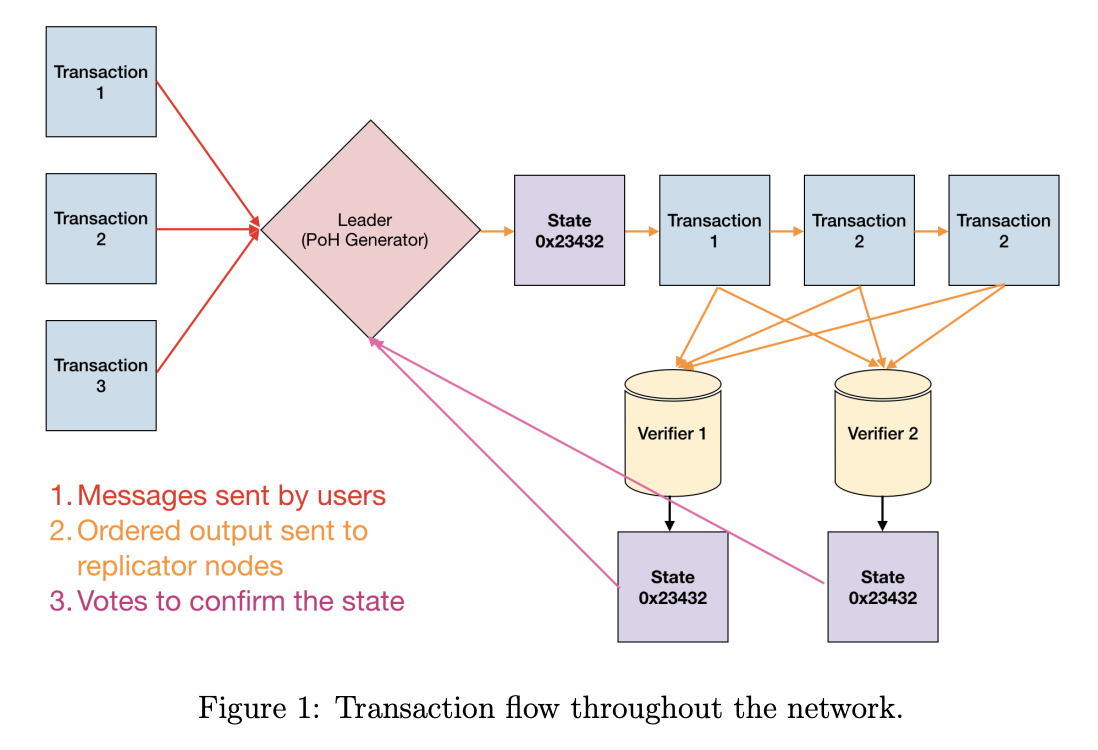 Transaction
1
Transaction
2
Transaction
3
Leader
(PoH Generator)
State
0x23432
Transaction
1
Transaction
2
Transaction
2
Verifier 1
Verifier 2
State
0x23432
State
0x23432
1. Messages sent by users
2. Ordered output sent to
replicator nodes
3. Votes to confirm the state
Figure 1: Transaction flow throughout the network.